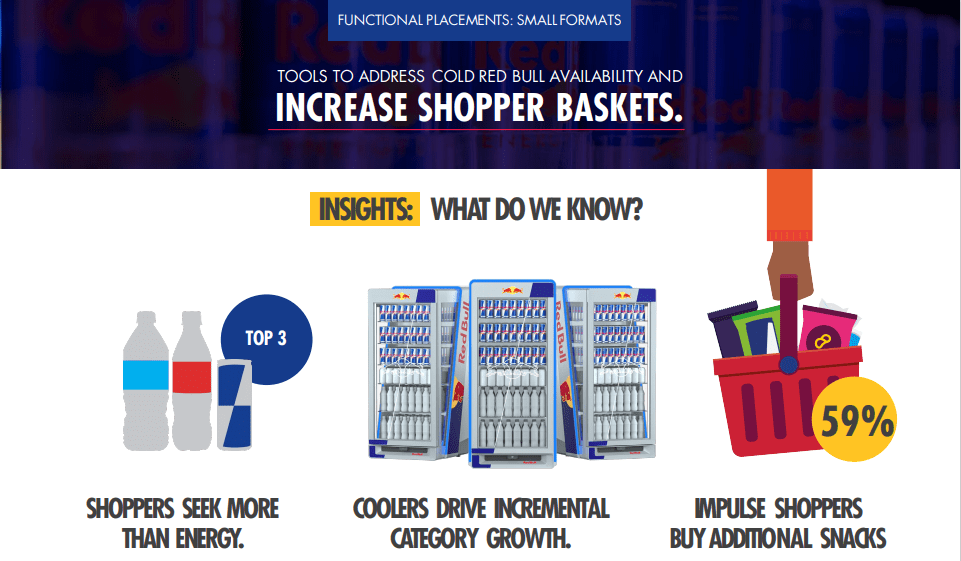 FUNCTIONAL PLACEMENTS: SMALL FORMATS
TOOLS TO ADDRESS COLD RED BULL AVAILABILITY AND
INCREASE SHOPPER BASKETS.
INSIGHTS: WHAT DO WE KNOW?
TOP 3
Red Bull
Red Bull
59%
SHOPPERS SEEK MORE
THAN ENERGY.
COOLERS DRIVE INCREMENTAL
CATEGORY GROWTH.
IMPULSE SHOPPERS
BUY ADDITIONAL SNACKS